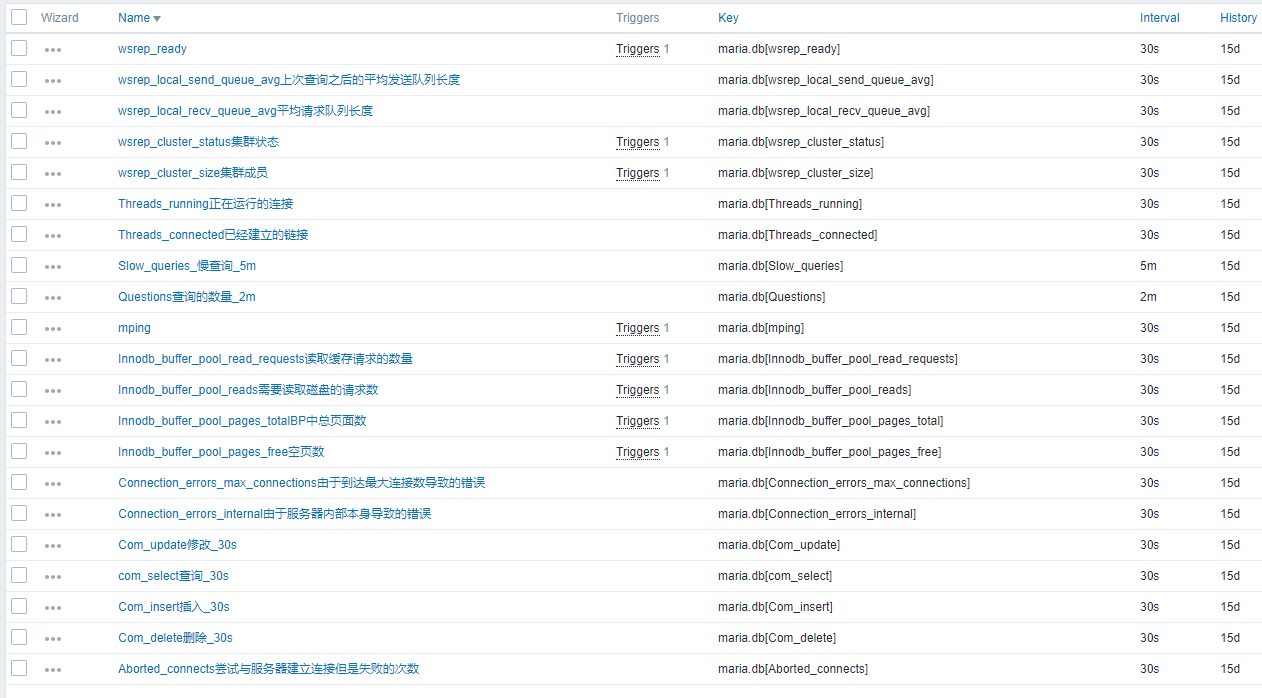 Wizard Name Triggers Key Interval History
wsrep_ready Triggers 1 maria.db[wsrep_ready] 30s 15d
wsrep_local_send_queue_avg上次查询之后的平均发送队列长度 maria.db[wsrep_local_send_queue_avg] 30s 15d
wsrep_local_recv_queue_avg平均请求队列长度 maria.db[wsrep_local_recv_queue_avg] 30s 15d
wsrep_cluster_status集群状态 Triggers 1 maria.db[wsrep_cluster_status] 30s 15d
wsrep_cluster_size集群成员 Triggers 1 maria.db[wsrep_cluster_size] 30s 15d
Threads_running正在运行的连接 maria.db[Threads_running] 30s 15d
Threads_connected已经建立的链接 maria.db[Threads_connected] 30s 15d
Slow_queries_慢查询_5m maria.db[Slow_queries] 5m 15d
Questions查询的数量_2m maria.db[Questions] 2m 15d
mping Triggers 1 maria.db[mping] 30s 15d
Innodb_buffer_pool_read_requests读取缓存请求的数量 Triggers 1 maria.db[Innodb_buffer_pool_read_requests] 30s 15d
Innodb_buffer_pool_reads需要读取磁盘的请求数 Triggers 1 maria.db[Innodb_buffer_pool_reads] 30s 15d
Innodb_buffer_pool_pages_totalBP中总页面数 Triggers 1 maria.db[Innodb_buffer_pool_pages_total] 30s 15d
Innodb_buffer_pool_pages_free空页数 Triggers 1 maria.db[Innodb_buffer_pool_pages_free] 30s 15d
Connection_errors_max_connections由于到达最大连接数导致的错误 maria.db[Connection_errors_max_connections] 30s 15d
Connection_errors_internal由于服务器内部本身导致的错误 maria.db[Connection_errors_internal] 30s 15d
Com_update修改_30s maria.db[Com_update] 30s 15d
com_select查询_30s maria.db[com_select] 30s 15d
Com_insert插入_30s maria.db[Com_insert] 30s 15d
Com_delete删除_30s maria.db[Com_delete] 30s 15d
Aborted_connects尝试与服务器建立连接但是失败的次数 maria.db[Aborted_connects] 30s 15d